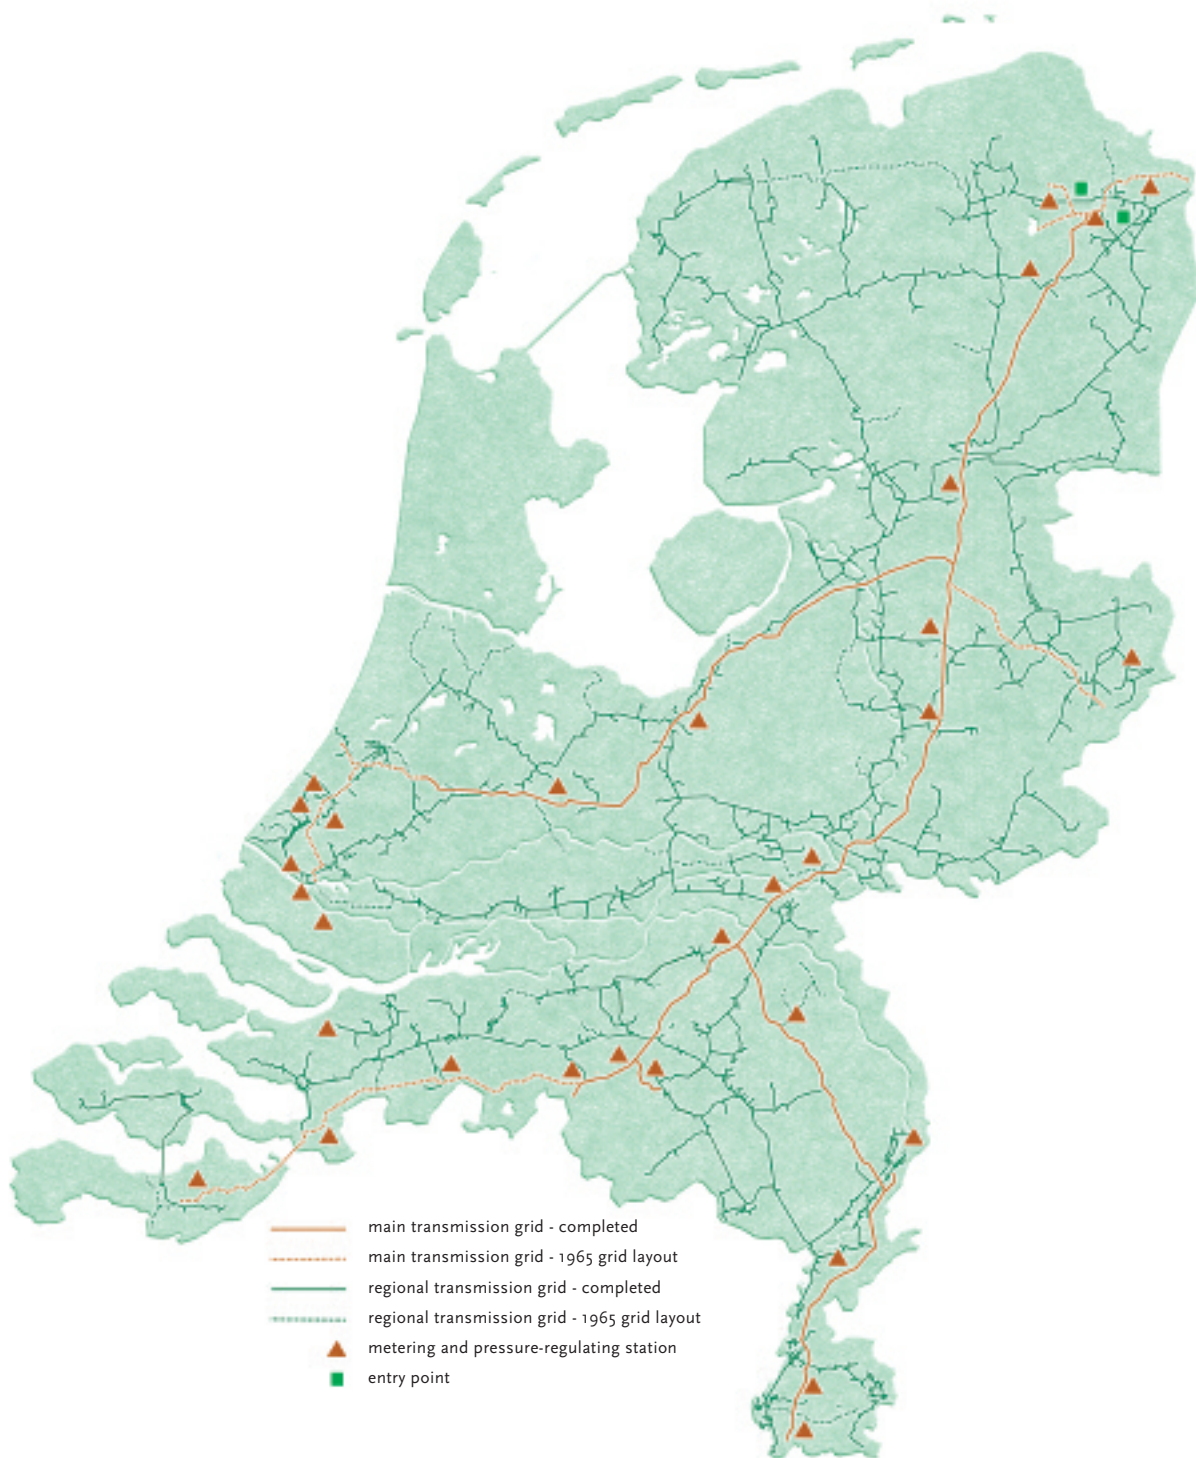 main transmission grid - completed
main transmission grid - 1965 grid layout
regional transmission grid - completed
regional transmission grid - 1965 grid layout
metering and pressure-regulating station
entry point